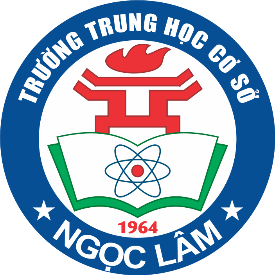 TRƯỜNG TRUNG HỌC CƠ SỞ
1964
NGỌC LÂM